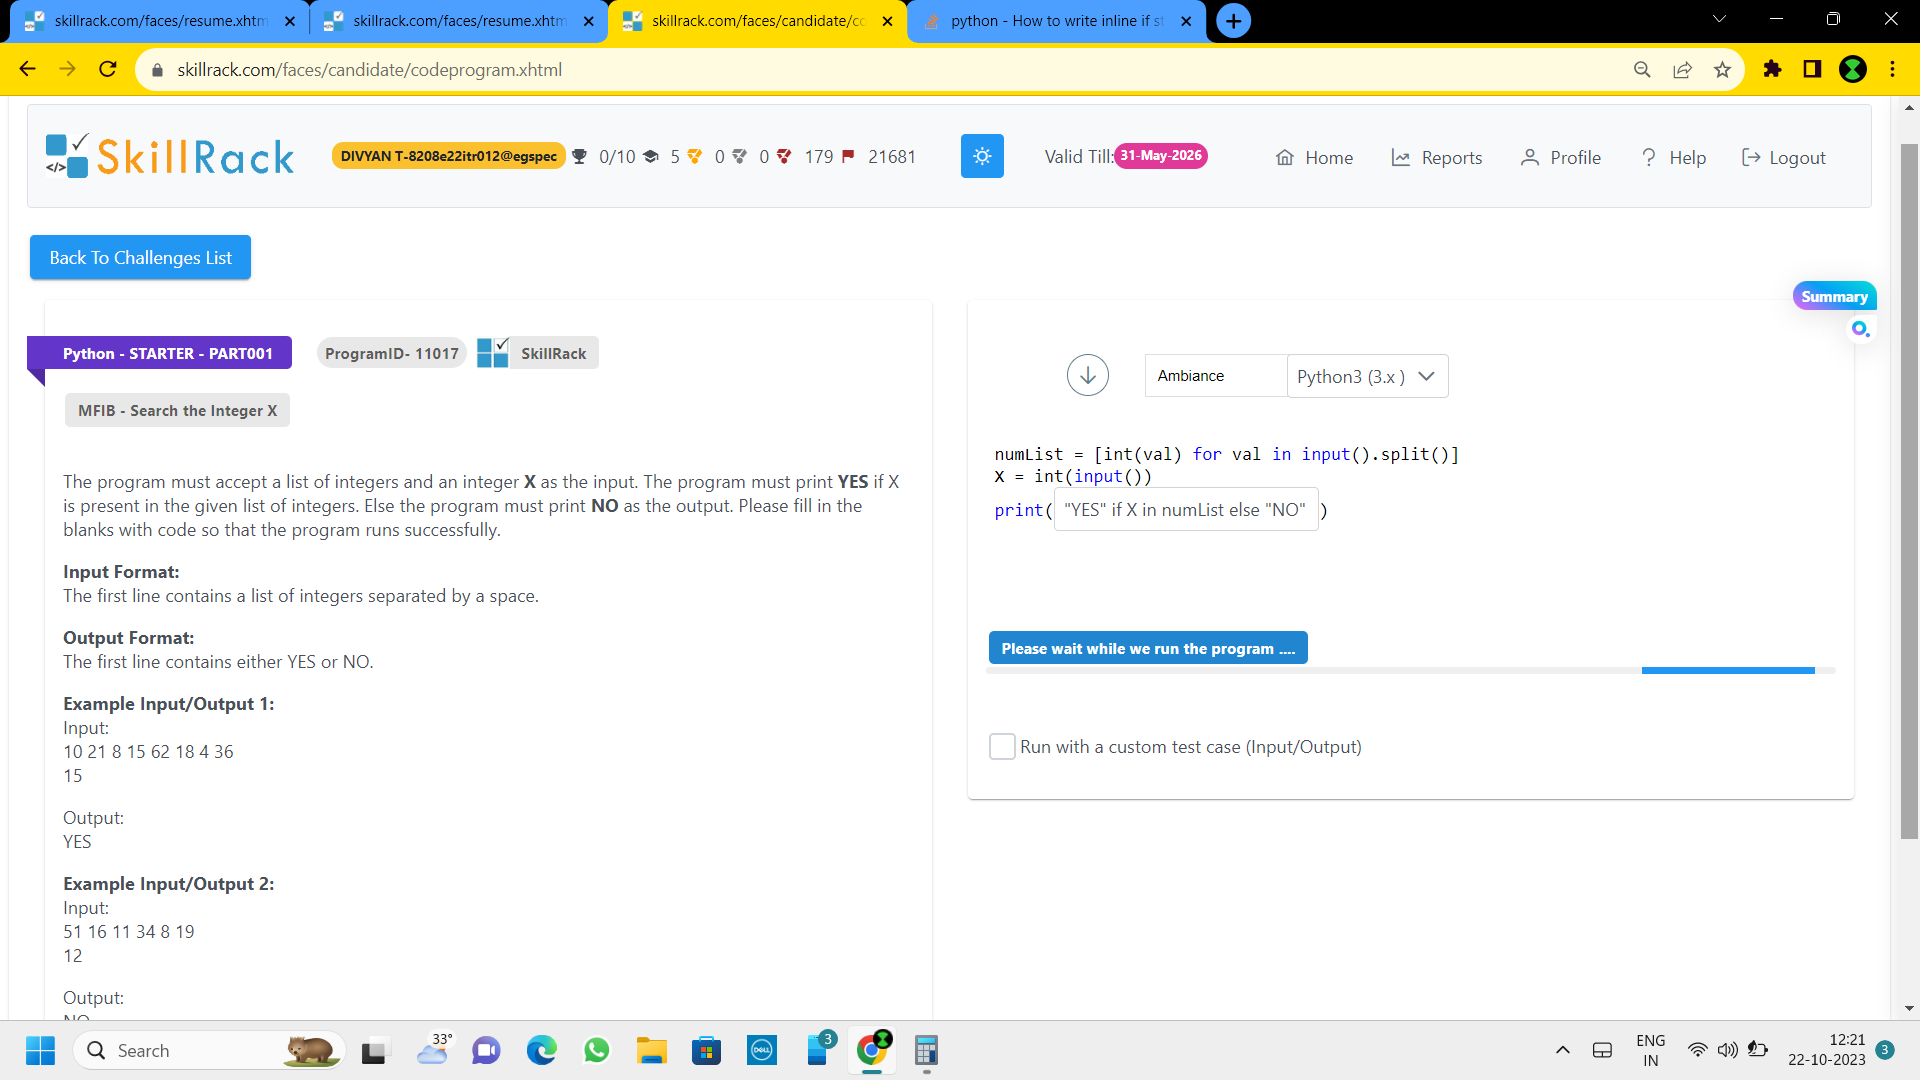 skillrack.com/faces/resume.xhtm
skillrack.com/faces/resume.xhtm
skillrack.com/faces/candidate/co
python - How to write inline if st
skillrack.com/faces/candidate/codeprogram.xhtml
SkillRack
DIVYAN T-8208e22itr012@egspec
0/10
5
0
0
179
21681
Valid Till:
31-May-2026
Home
Reports
Profile
Help
Logout
Back To Challenges List
Summary
Python - STARTER - PART001
ProgramID- 11017
SkillRack
MFIB - Search the Integer X
The program must accept a list of integers and an integer X as the input. The program must print YES if X
is present in the given list of integers. Else the program must print NO as the output. Please fill in the
blanks with code so that the program runs successfully.
Input Format:
The first line contains a list of integers separated by a space.
Output Format:
The first line contains either YES or NO.
Example Input/Output 1:
Input:
10 21 8 15 62 18 4 36
15
Output:
YES
Example Input/Output 2:
Input:
51 16 11 34 8 19
12
Output:
NO
Ambiance
Python3 (3.x )
numList = [int(val) for val in input().split()]
X = int(input())
print( "YES" if X in numList else "NO" )
Please wait while we run the program ....
Run with a custom test case (Input/Output)
Search
33°
DELL
3
ENG
IN
12:21
22-10-2023
3